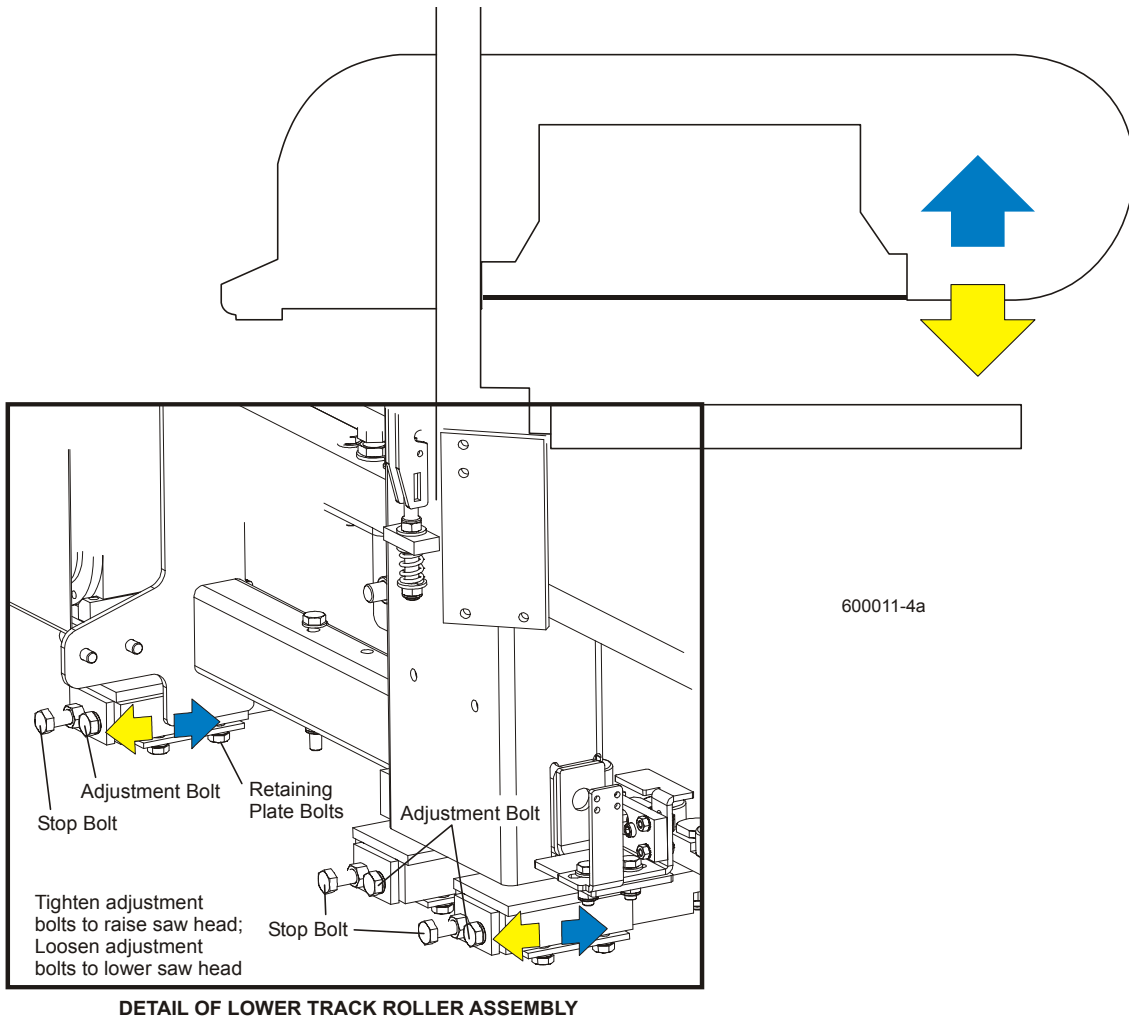 600011-4a
Adjustment Bolt
Stop Bolt
Retaining
Plate Bolts
Adjustment Bolt
Stop Bolt
Tighten adjustment
bolts to raise saw head;
Loosen adjustment
bolts to lower saw head
DETAIL OF LOWER TRACK ROLLER ASSEMBLY